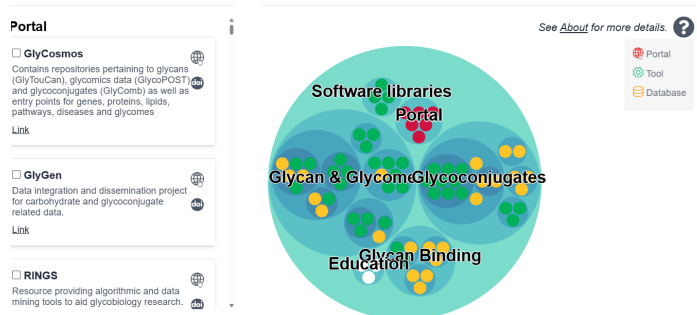 Portal
GlyCosmos
Contains repositories pertaining to glycans
(GlyTouCan), glycomics data (GlycoPOST)
and glycoconjugates (GlyComb) as well as
entry points for genes, proteins, lipids,
pathways, diseases and glycomes
doi
Link
GlyGen
Data integration and dissemination project
for carbohydrate and glycoconjugate
related data.
doi
Link
RINGS
Resource providing algorithmic and data
mining tools to aid glycobiology research.
doi
See About for more details. ?
Portal
Tool
Database
Software libraries
Portal
Glycan & Glycome
Glycoconjugates
Glycan Binding
Education